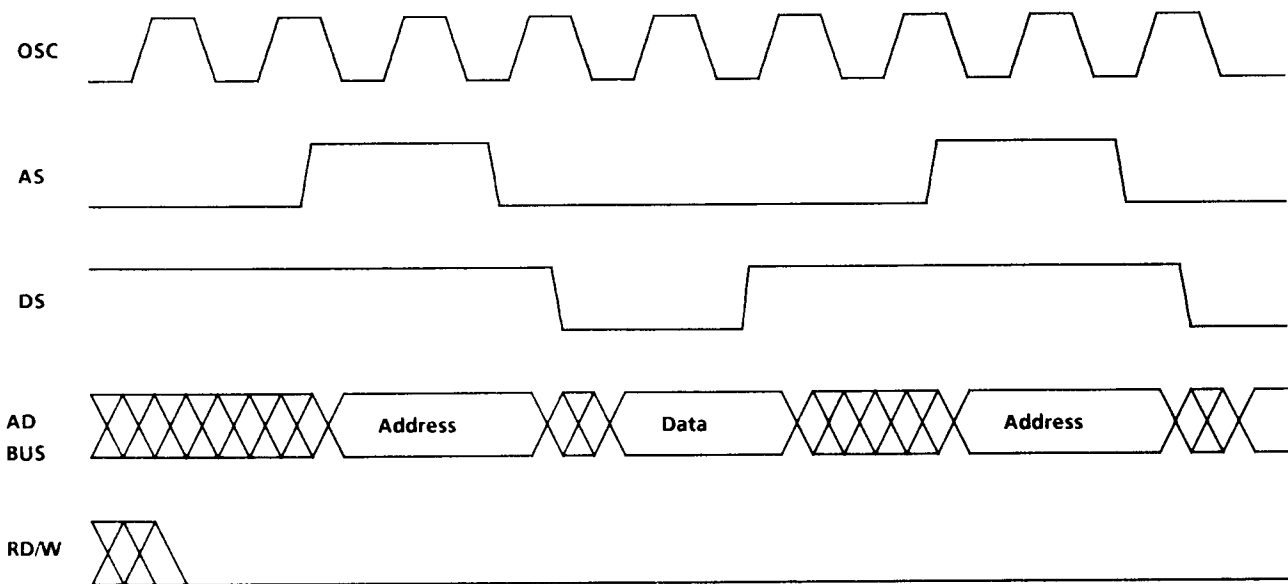 OSC
AS
DS
AD
BUS
Address
Data
Address
RD/W